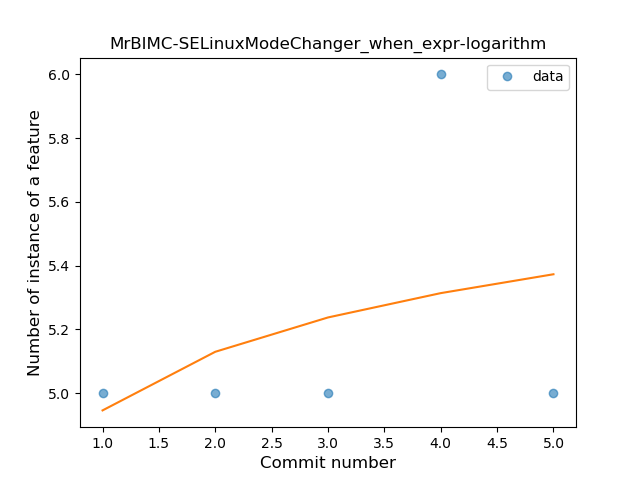 MrBIMC-SELinuxModeChanger_when_expr-logarithm
data
Number of instance of a feature
6.0
5.8
5.6
5.4
5.2
5.0
1.0 1.5 2.0 2.5 3.0 3.5 4.0 4.5 5.0
Commit number